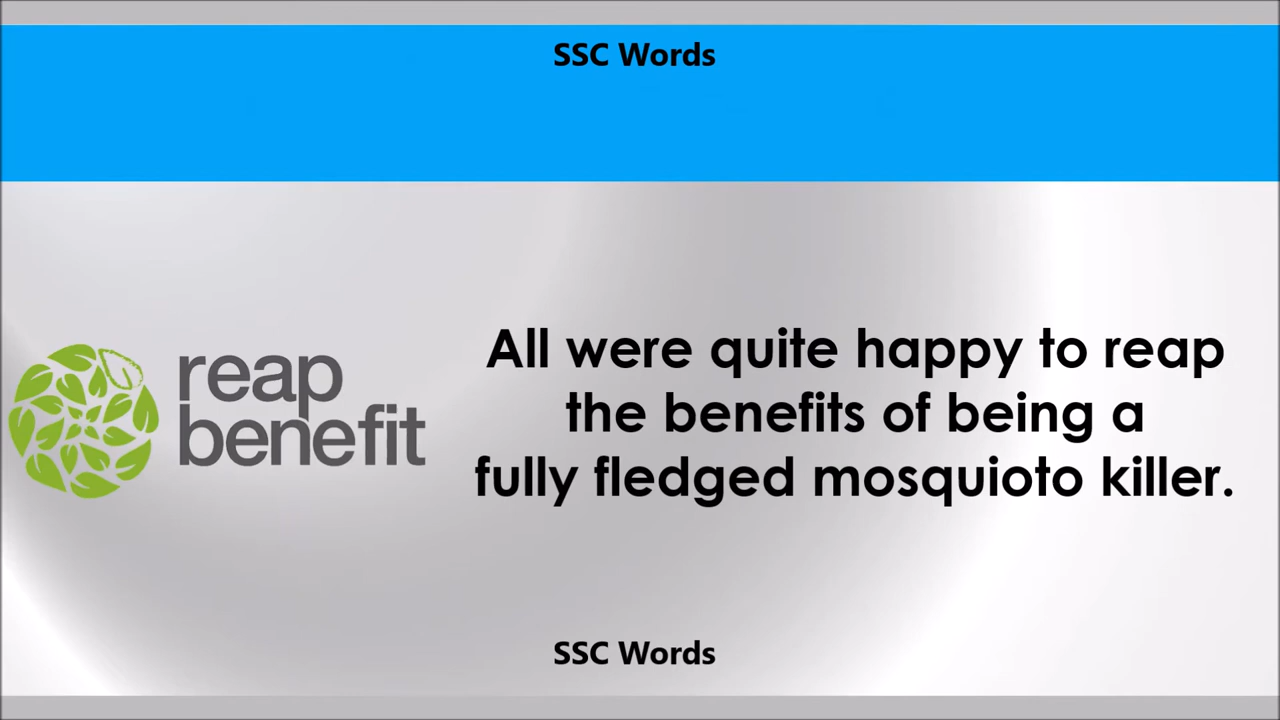 SSC Words
reap
benefit
All were quite happy to reap
the benefits of being a
fully fledged mosquioto killer.
SSC Words